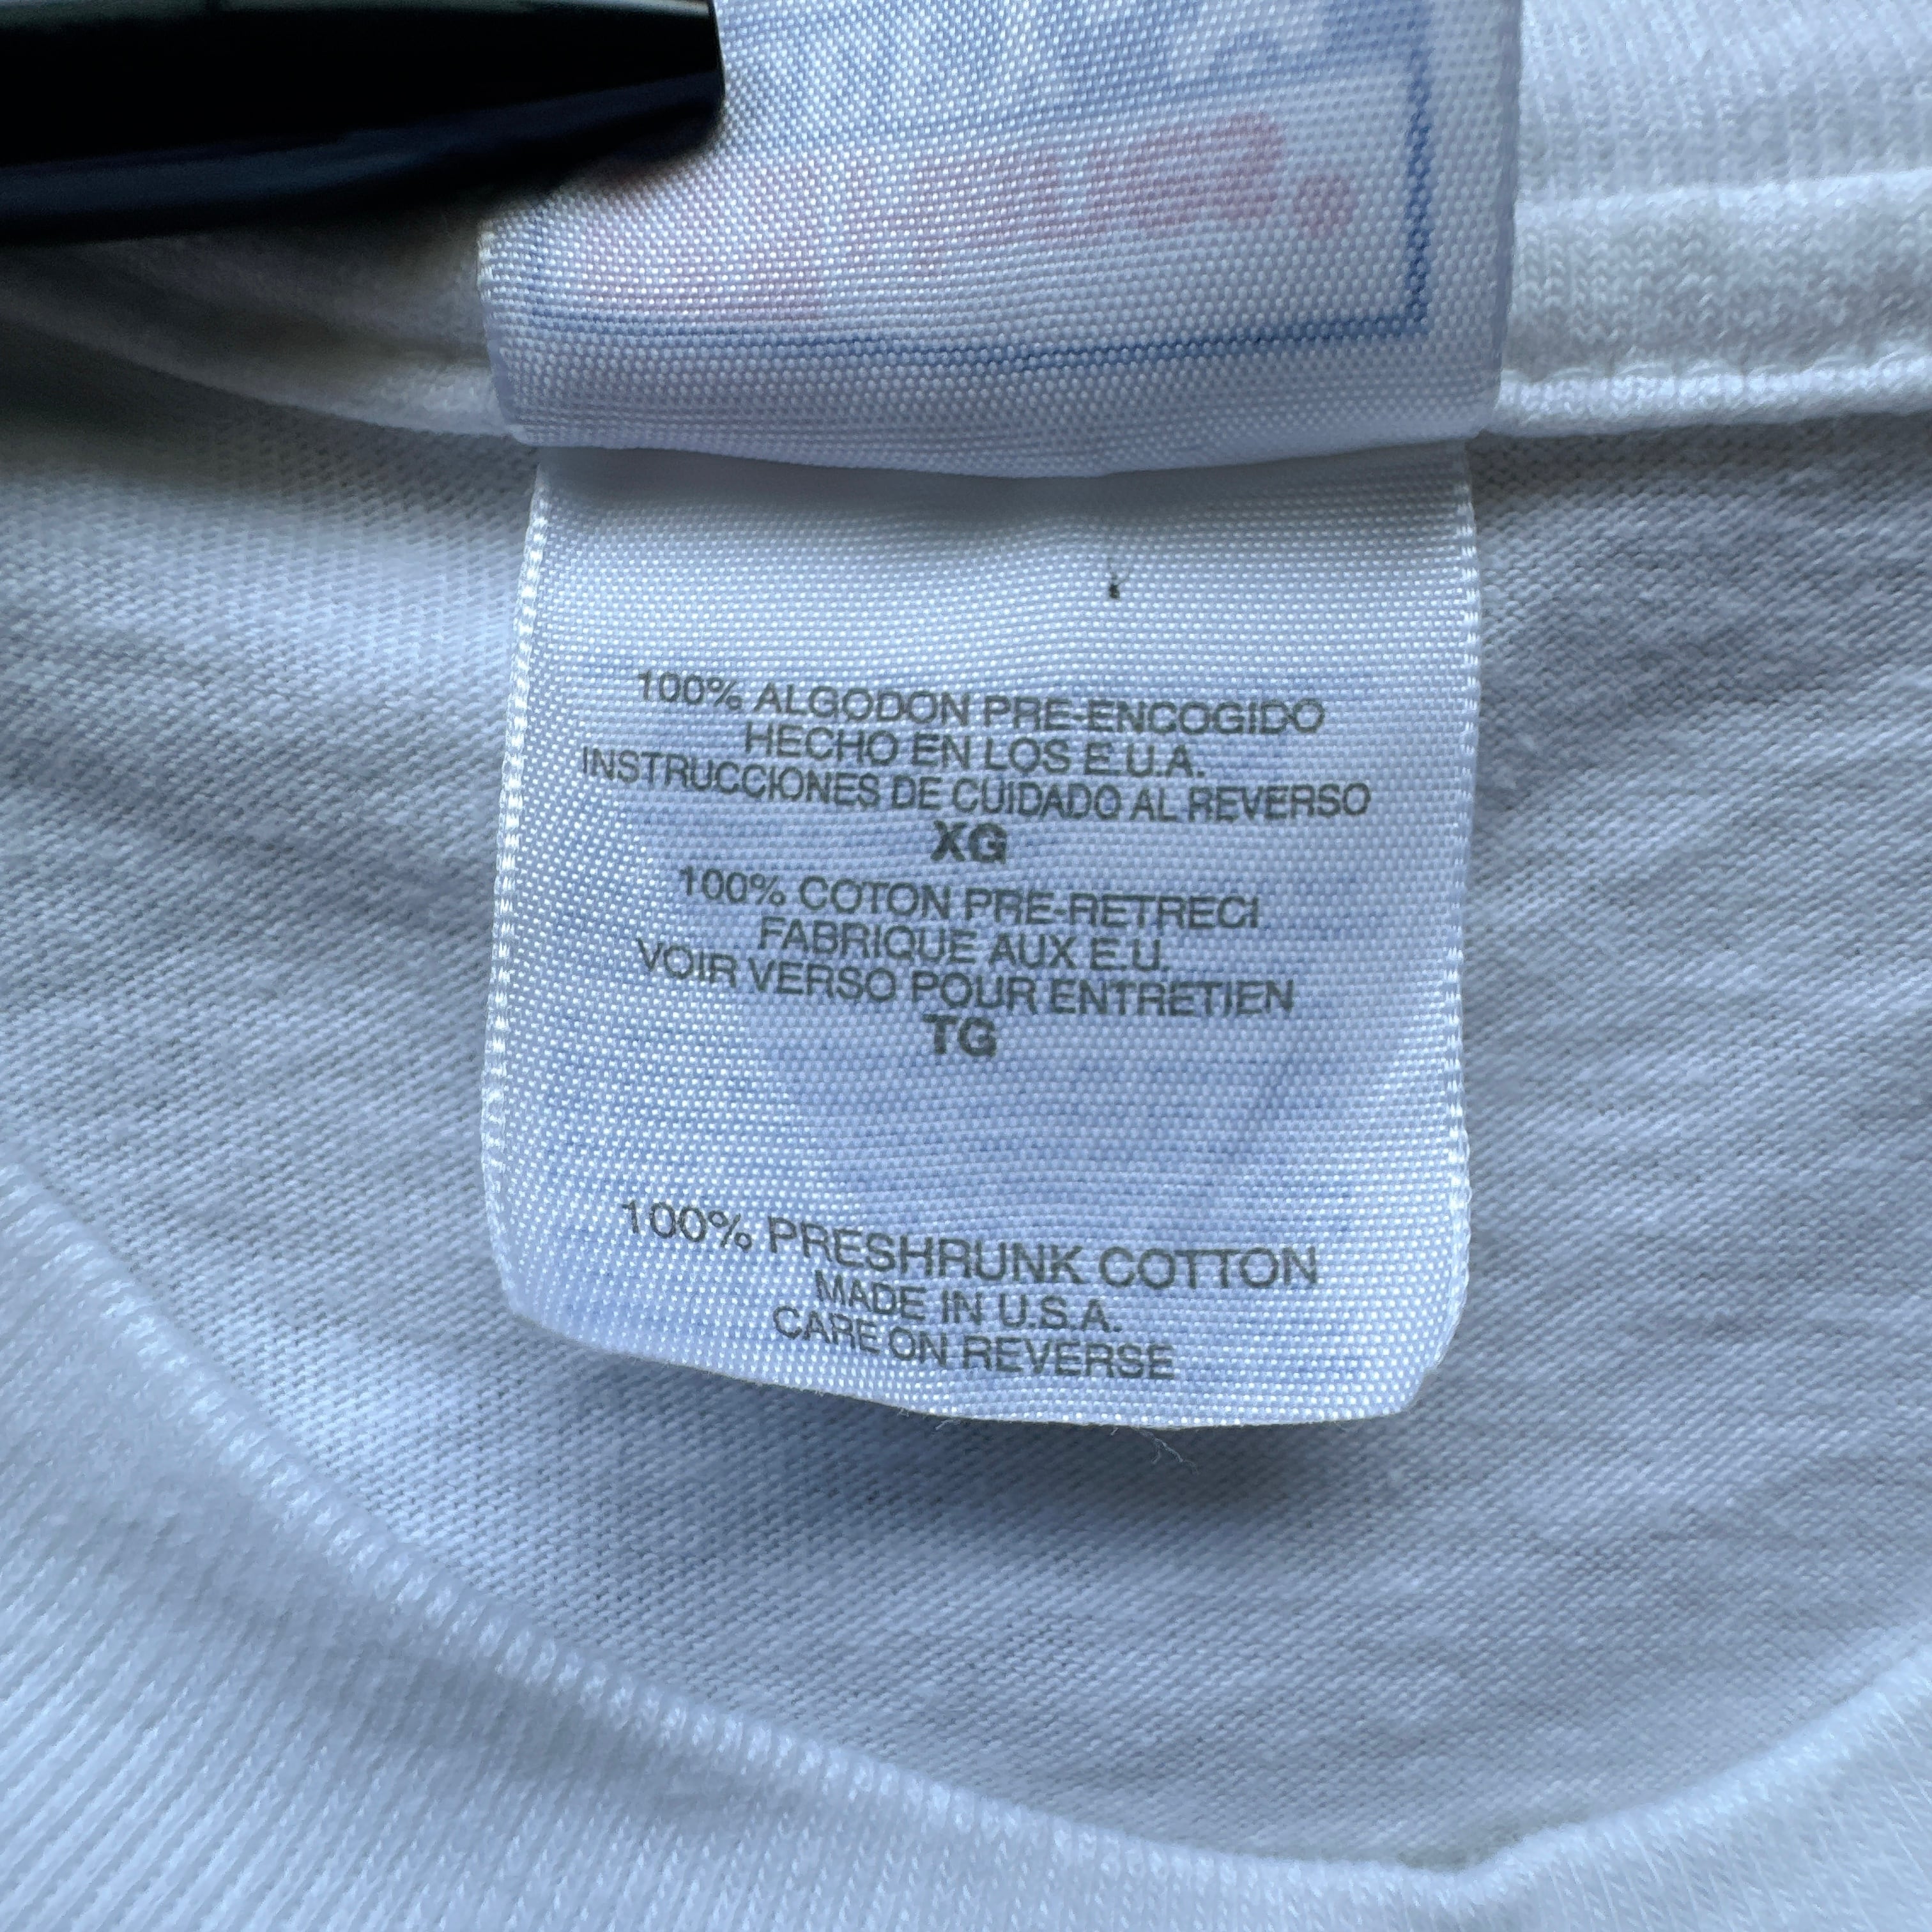 100% ALGODON PRE-ENCOGIDO
HECHO EN LOS E.U.A.
INSTRUCCIONES DE CUIDADO AL REVERSO
XG
100% COTON PRE-RETRECI
FABRIQUE AUX E.U.
VOIR VERSO POUR ENTRETIEN
TG
100% PRESHRUNK COTTON
MADE IN U.S.A.
CARE ON REVERSE